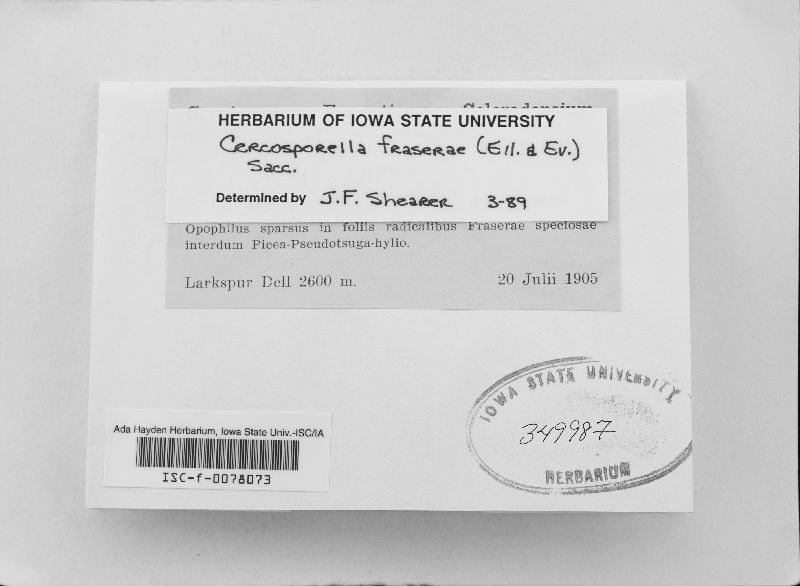 HERBARIUM OF IOWA STATE UNIVERSITY
Cercosporella fraserae (Ell. & Ev.)
Sacc.
Determined by J.F. Shearer 3-89
Opophilus sparsus in foliis radicalibus Fraserae speciosae
interdum Picea-Pseudotsuga-hylio.
Larkspur Dell 2600 m. 20 Julii 1905
IOWA STATE UNIVERSITY
349987
HERBARIUM
Ada Hayden Herbarium, Iowa State Univ.-ISC/IA
ISC-f-0078073